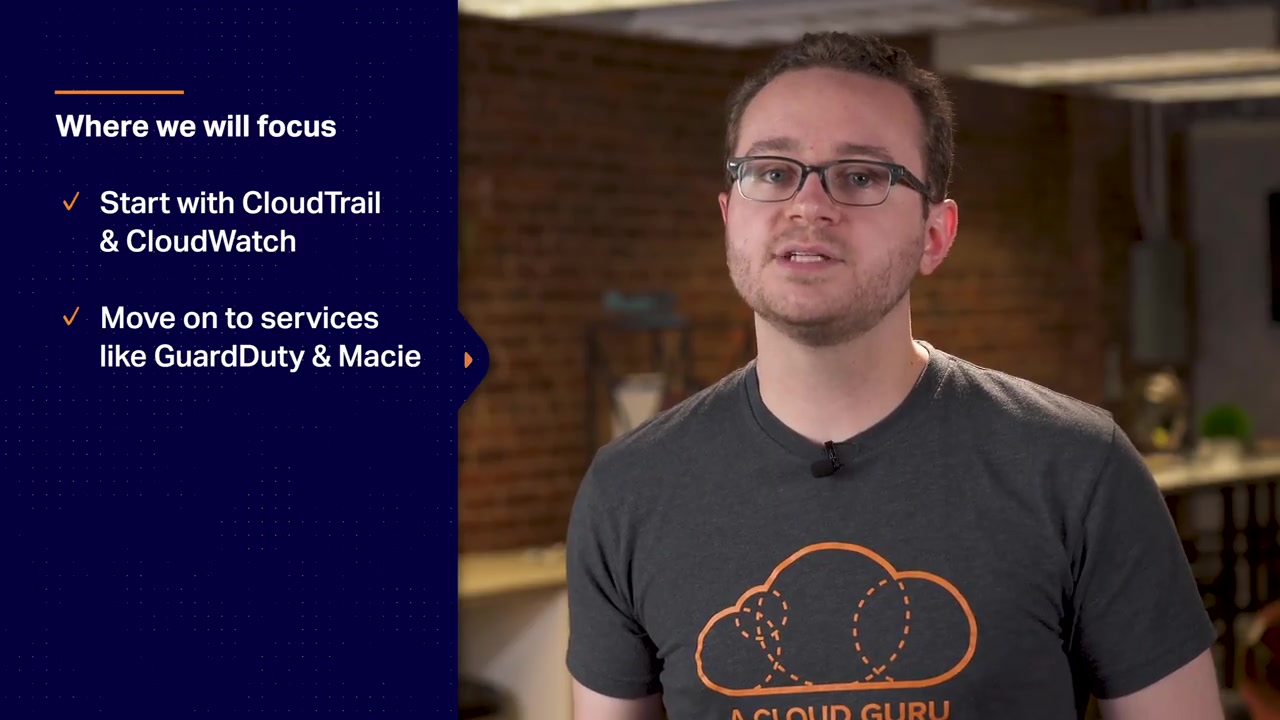 Where we will focus
✓ Start with CloudTrail
& CloudWatch
✓ Move on to services
like GuardDuty & Macie
A CLOUD GURU